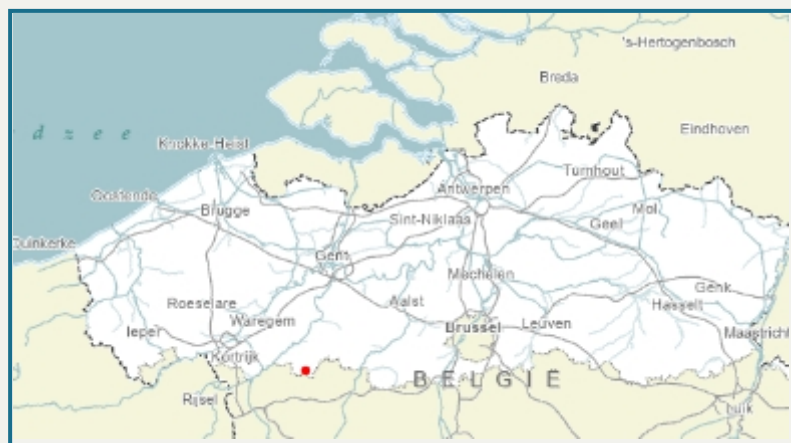 's-Hertogenbosch
Breda
d z e e
Eindhoven
Knokke-Heist
Turnhout
Oostende
Antwerpen
Mol
Brugge
Sint-Niklaas
Geel
Duinkerke
Gent
Mechelen
Genk
Roeselare
Aalst
Hasselt
Waregem
Ieper
Brussel
Leuven
Maastricht
Kortrijk
BELGIË
Rijsel
Luik